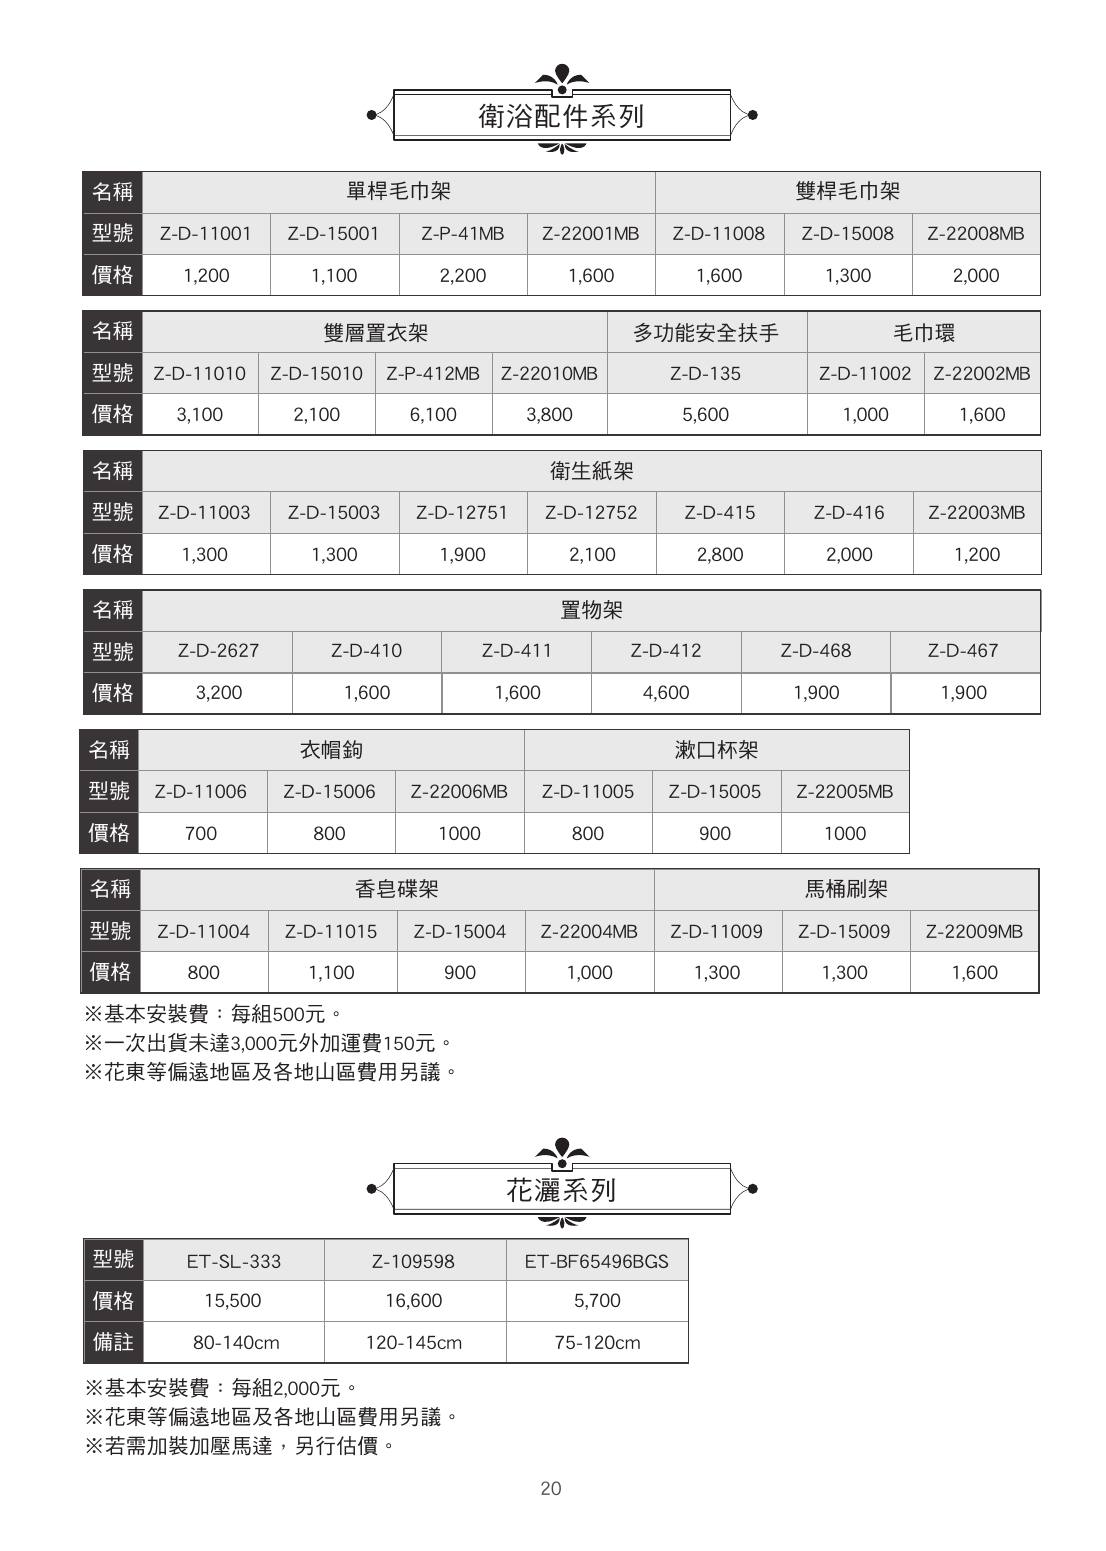 衛浴配件系列
名稱 單桿毛巾架 雙桿毛巾架
型號 Z-D-11001 Z-D-15001 Z-P-41MB Z-22001MB Z-D-11008 Z-D-15008 Z-22008MB
價格 1,200 1,100 2,200 1,600 1,600 1,300 2,000
名稱 雙層置衣架 多功能安全扶手 毛巾環
型號 Z-D-11010 Z-D-15010 Z-P-412MB Z-22010MB Z-D-135 Z-D-11002 Z-22002MB
價格 3,100 2,100 6,100 3,800 5,600 1,000 1,600
名稱 衛生紙架
型號 Z-D-11003 Z-D-15003 Z-D-12751 Z-D-12752 Z-D-415 Z-D-416 Z-22003MB
價格 1,300 1,300 1,900 2,100 2,800 2,000 1,200
名稱 置物架
型號 Z-D-2627 Z-D-410 Z-D-411 Z-D-412 Z-D-468 Z-D-467
價格 3,200 1,600 1,600 4,600 1,900 1,900
名稱 衣帽鉤 漱口杯架
型號 Z-D-11006 Z-D-15006 Z-22006MB Z-D-11005 Z-D-15005 Z-22005MB
價格 700 800 1000 800 900 1000
名稱 香皂碟架 馬桶刷架
型號 Z-D-11004 Z-D-11015 Z-D-15004 Z-22004MB Z-D-11009 Z-D-15009 Z-22009MB
價格 800 1,100 900 1,000 1,300 1,300 1,600
※基本安裝費：每組500元。
※一次出貨未達3,000元外加運費150元。
※花東等偏遠地區及各地山區費用另議。
花灑系列
型號 ET-SL-333 Z-109598 ET-BF65496BGS
價格 15,500 16,600 5,700
備註 80-140cm 120-145cm 75-120cm
※基本安裝費：每組2,000元。
※花東等偏遠地區及各地山區費用另議。
※若需加裝加壓馬達，另行估價。
20